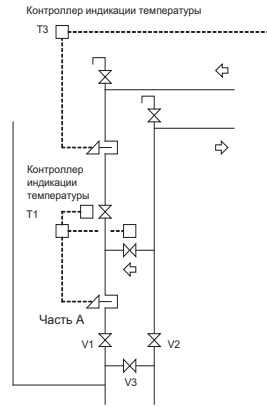 Контроллер индикации температуры
T3
Контроллер
индикации
температуры
T1
Часть A
V1
V2
V3